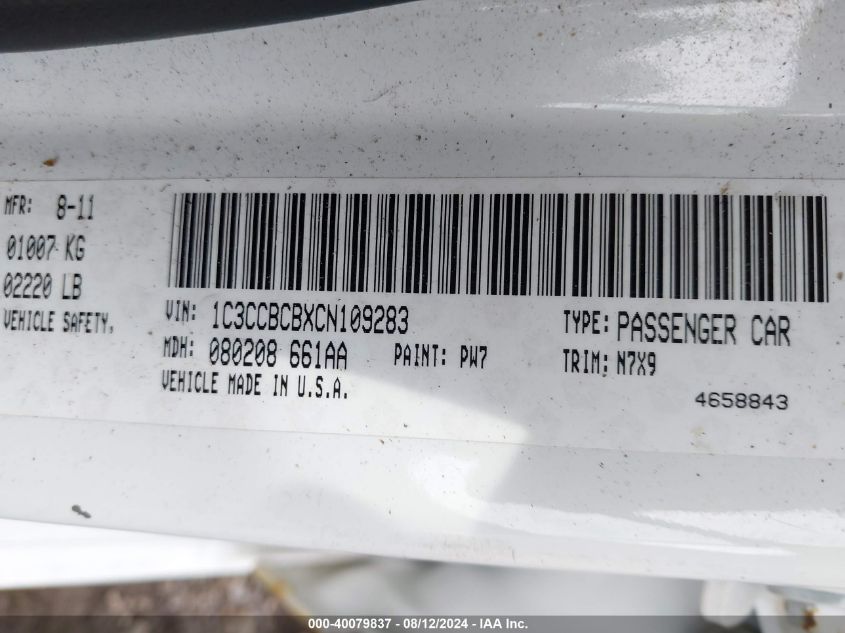 MFR: 8-11
01007 KG
02220 LB
VEHICLE SAFETY,
VIN: 1C3CCBCBXCN109283
TYPE: PASSENGER CAR
MDH: 080208 661AA PAINT: PW7
TRIM: N7X9
VEHICLE MADE IN U.S.A.
4658843
000-40079837 - 08/12/2024 - IAA Inc.